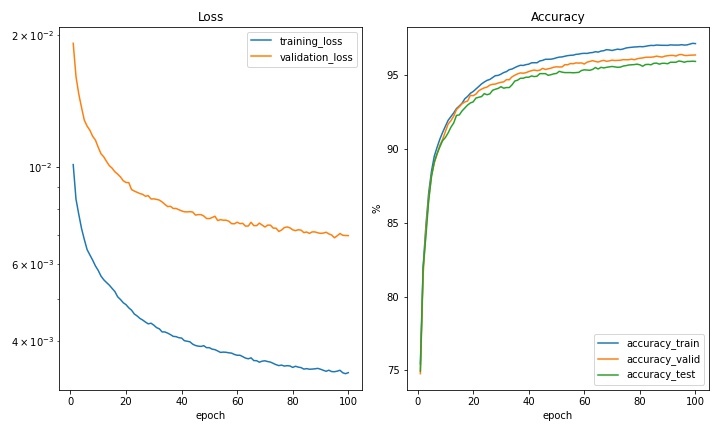 Loss
training_loss
validation_loss
2 × 10⁻²
10⁻²
6 × 10⁻³
4 × 10⁻³
0
20
40
60
80
100
epoch
Accuracy
accuracy_train
accuracy_valid
accuracy_test
%
95
90
85
80
75
0
20
40
60
80
100
epoch